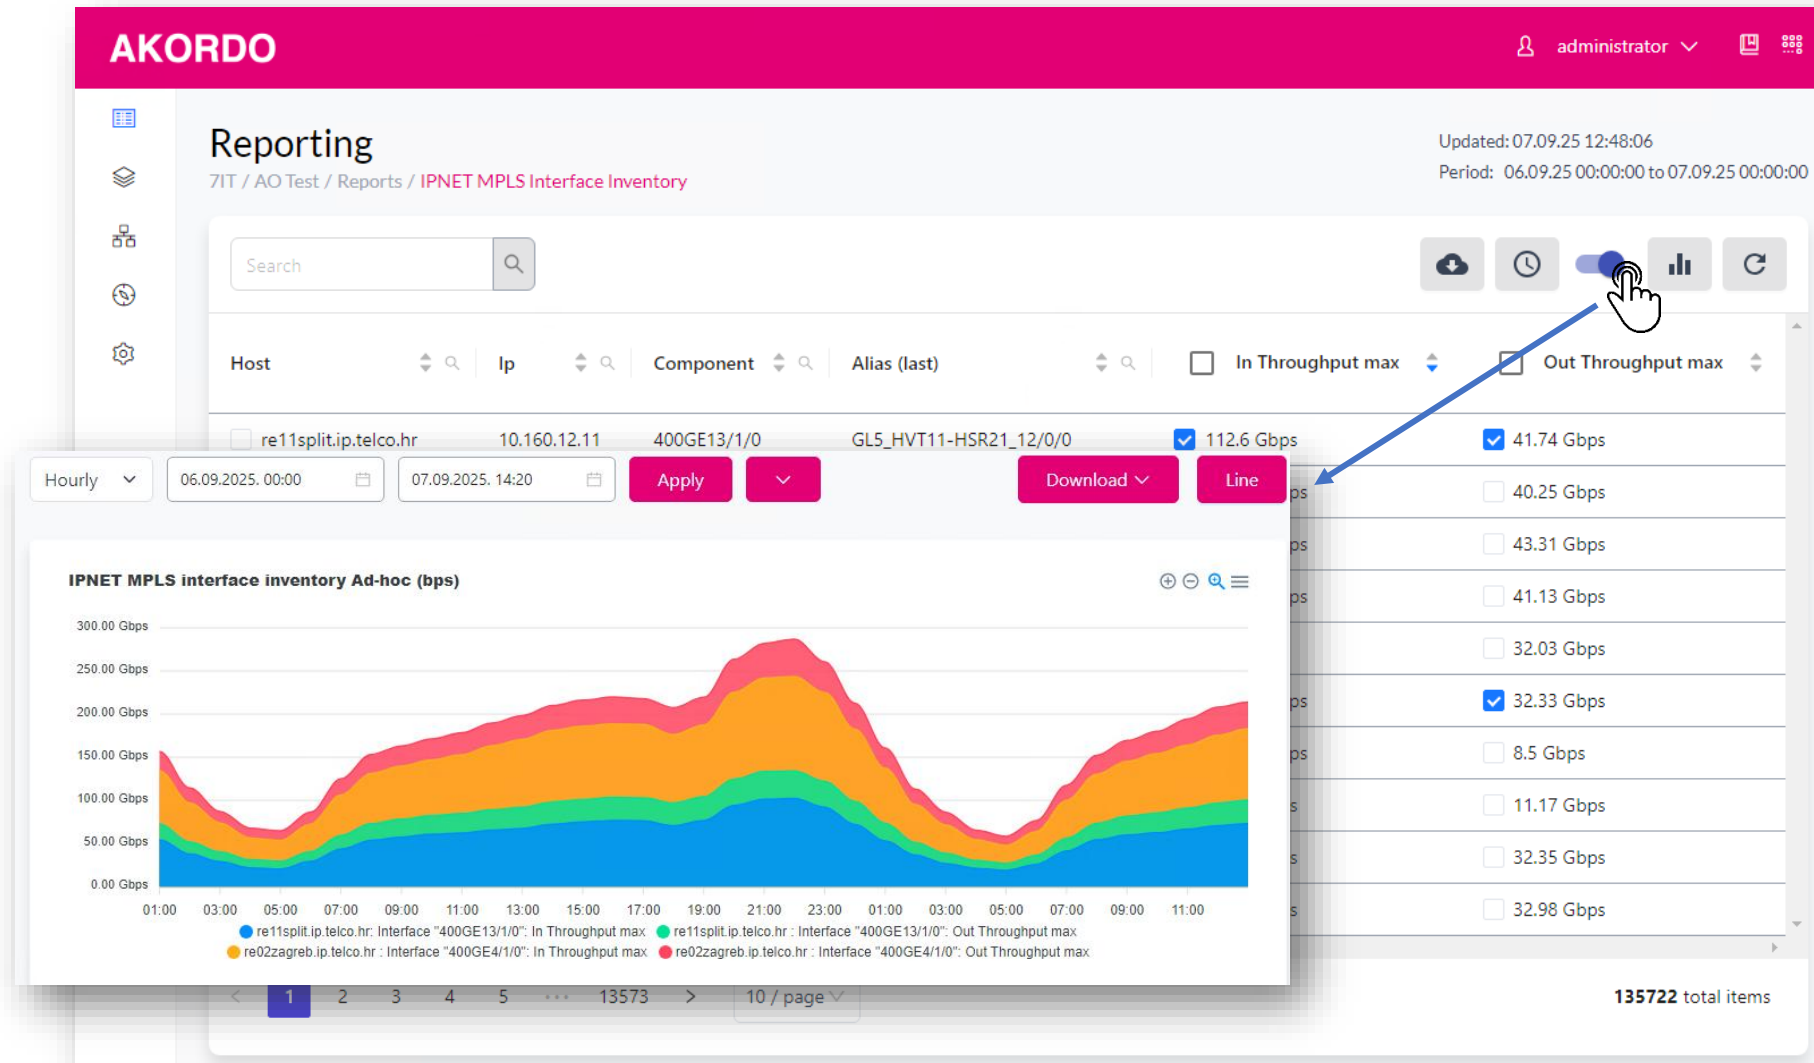 AKORDO
administrator
Reporting
7IT / AO Test / Reports / IPNET MPLS Interface Inventory
Updated: 07.09.25 12:48:06
Period: 06.09.25 00:00:00 to 07.09.25 00:00:00
Search
Host Ip Component Alias (last) In Throughput max Out Throughput max
re11split.ip.telco.hr 10.160.12.11 400GE13/1/0 GL5_HVT11-HSR21_12/0/0 112.6 Gbps 41.74 Gbps
Hourly 06.09.2025. 00:00 07.09.2025. 14:20 Apply Download Line
ps 40.25 Gbps
ps 43.31 Gbps
IPNET MPLS interface inventory Ad-hoc (bps)
ps 41.13 Gbps
32.03 Gbps
ps 32.33 Gbps
ps 8.5 Gbps
s 11.17 Gbps
s 32.35 Gbps
s 32.98 Gbps
300.00 Gbps
250.00 Gbps
200.00 Gbps
150.00 Gbps
100.00 Gbps
50.00 Gbps
0.00 Gbps
01:00 03:00 05:00 07:00 09:00 11:00 13:00 15:00 17:00 19:00 21:00 23:00 01:00 03:00 05:00 07:00 09:00 11:00
re11split.ip.telco.hr: Interface "400GE13/1/0": In Throughput max re11split.ip.telco.hr : Interface "400GE13/1/0": Out Throughput max
re02zagreb.ip.telco.hr : Interface "400GE4/1/0": In Throughput max re02zagreb.ip.telco.hr : Interface "400GE4/1/0": Out Throughput max
< 1 2 3 4 5 ••• 13573 > 10 / page
135722 total items